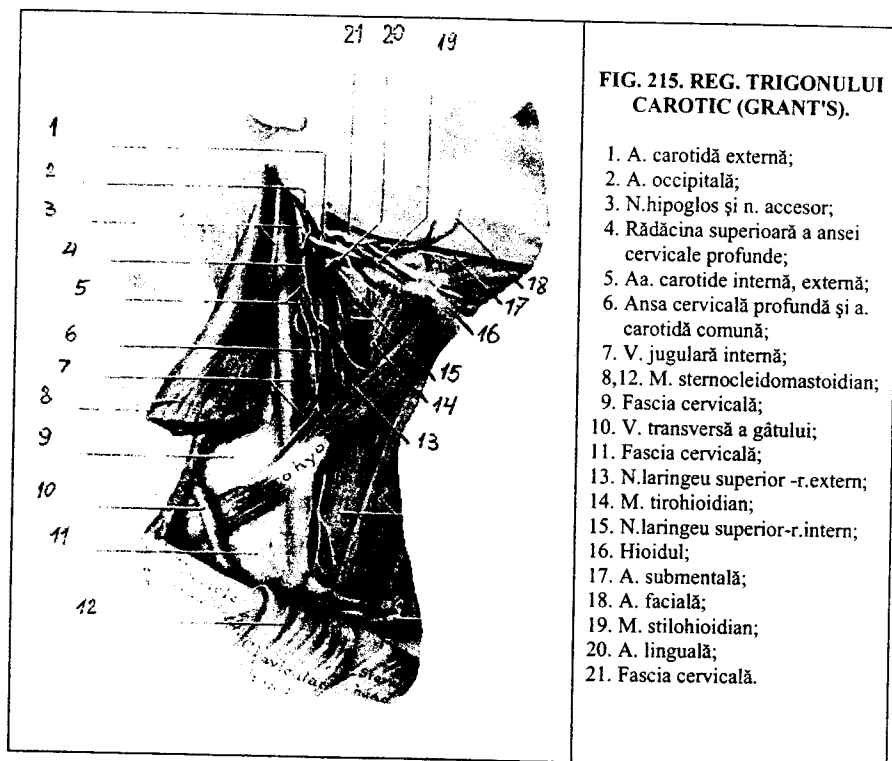 21 20 19
1
2
3
4
5
6
7
8
9
10
11
12
18
17
16
15
14
13
ohyo
FIG. 215. REG. TRIGONULUI
CAROTIC (GRANT'S).
1. A. carotidă externă;
2. A. occipitală;
3. N.hipoglos şi n. accesor;
4. Rădăcina superioară a ansei
cervicale profunde;
5. Aa. carotide internă, externă;
6. Ansa cervicală profundă şi a.
carotidă comună;
7. V. jugulară internă;
8,12. M. sternocleidomastoidian;
9. Fascia cervicală;
10. V. transversă a gâtului;
11. Fascia cervicală;
13. N.laringeu superior -r.extern;
14. M. tirohioidian;
15. N.laringeu superior-r.intern;
16. Hioidul;
17. A. submentală;
18. A. facială;
19. M. stilohioidian;
20. A. linguală;
21. Fascia cervicală.